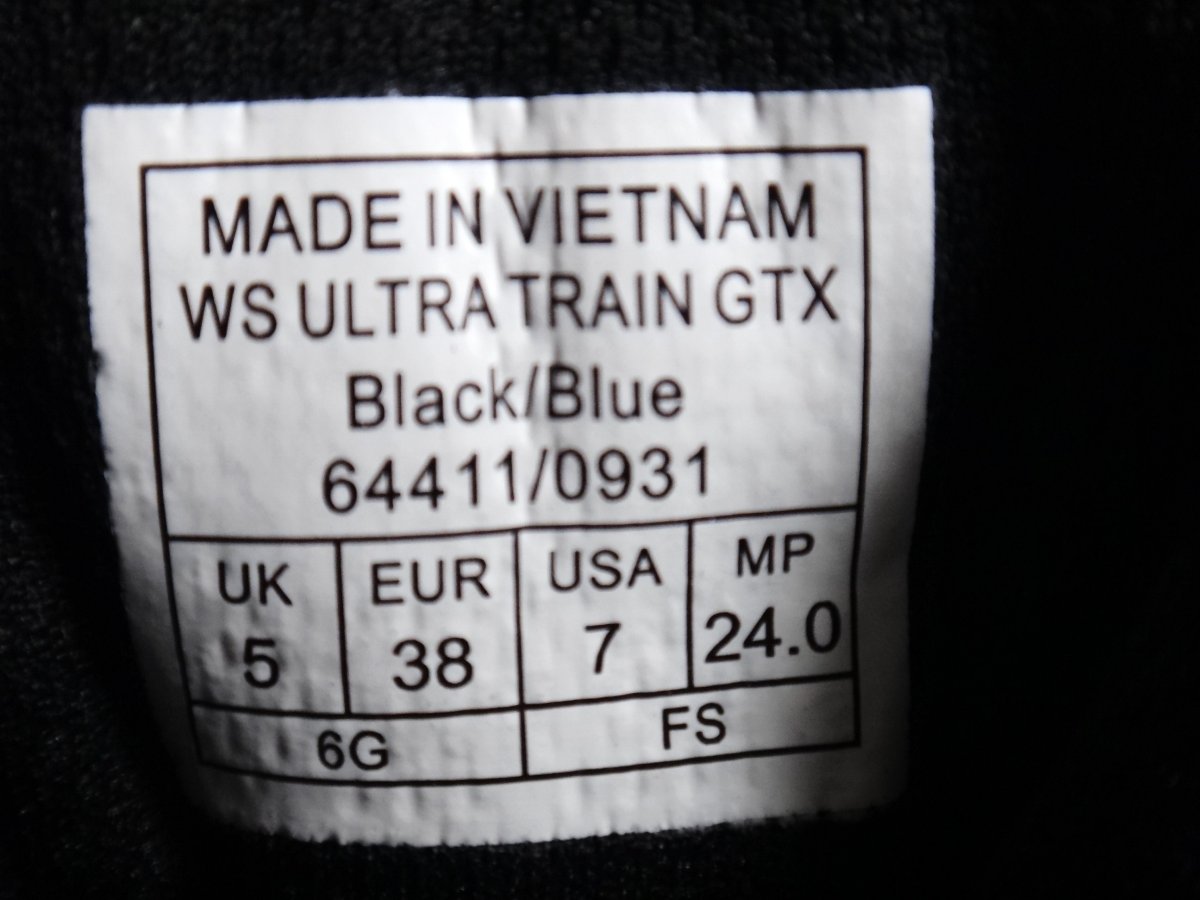 MADE IN VIETNAM
WS ULTRA TRAIN GTX
Black/Blue
64411/0931
UK EUR USA MP
5 38 7 24.0
6G FS